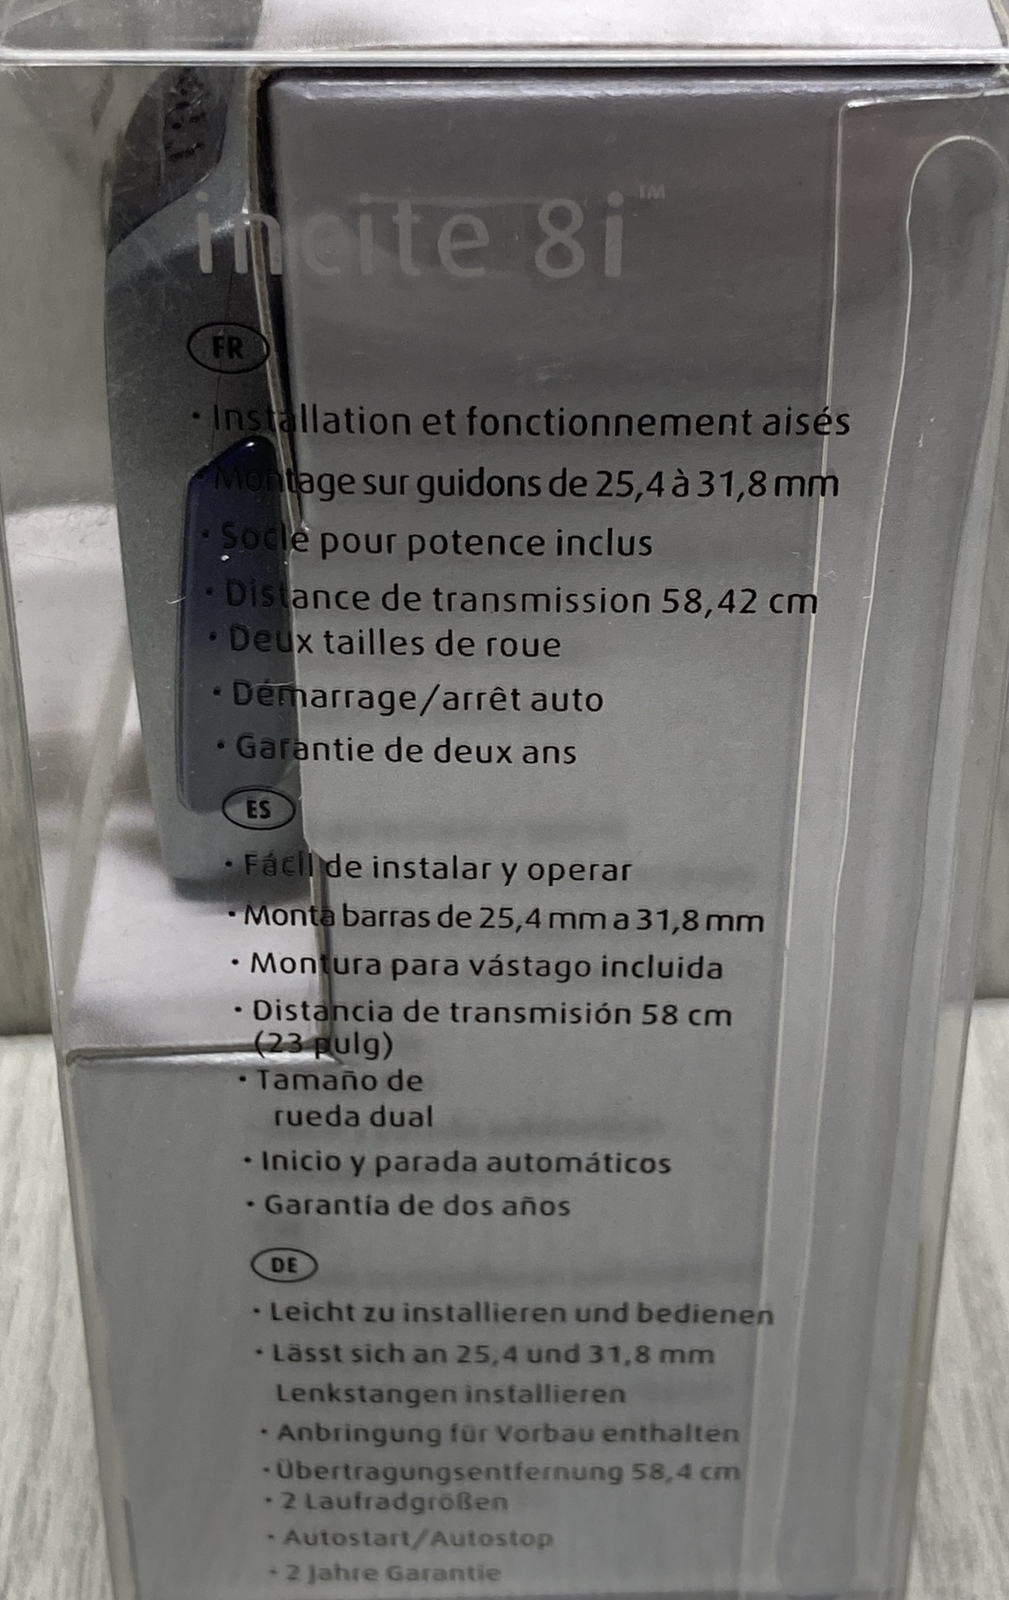 incite 8i™
FR
• Installation et fonctionnement aisés
• Montage sur guidons de 25,4 à 31,8 mm
• Socle pour potence inclus
• Distance de transmission 58,42 cm
• Deux tailles de roue
• Démarrage/arrêt auto
• Garantie de deux ans
ES
• Fácil de instalar y operar
• Monta barras de 25,4 mm a 31,8 mm
• Montura para vástago incluida
• Distancia de transmisión 58 cm
(23 pulg)
• Tamaño de
rueda dual
• Inicio y parada automáticos
• Garantía de dos años
DE
• Leicht zu installieren und bedienen
• Lässt sich an 25,4 und 31,8 mm
Lenkstangen installieren
• Anbringung für Vorbau enthalten
• Übertragungsentfernung 58,4 cm
• 2 Laufradgrößen
• Autostart/Autostop
• 2 Jahre Garantie